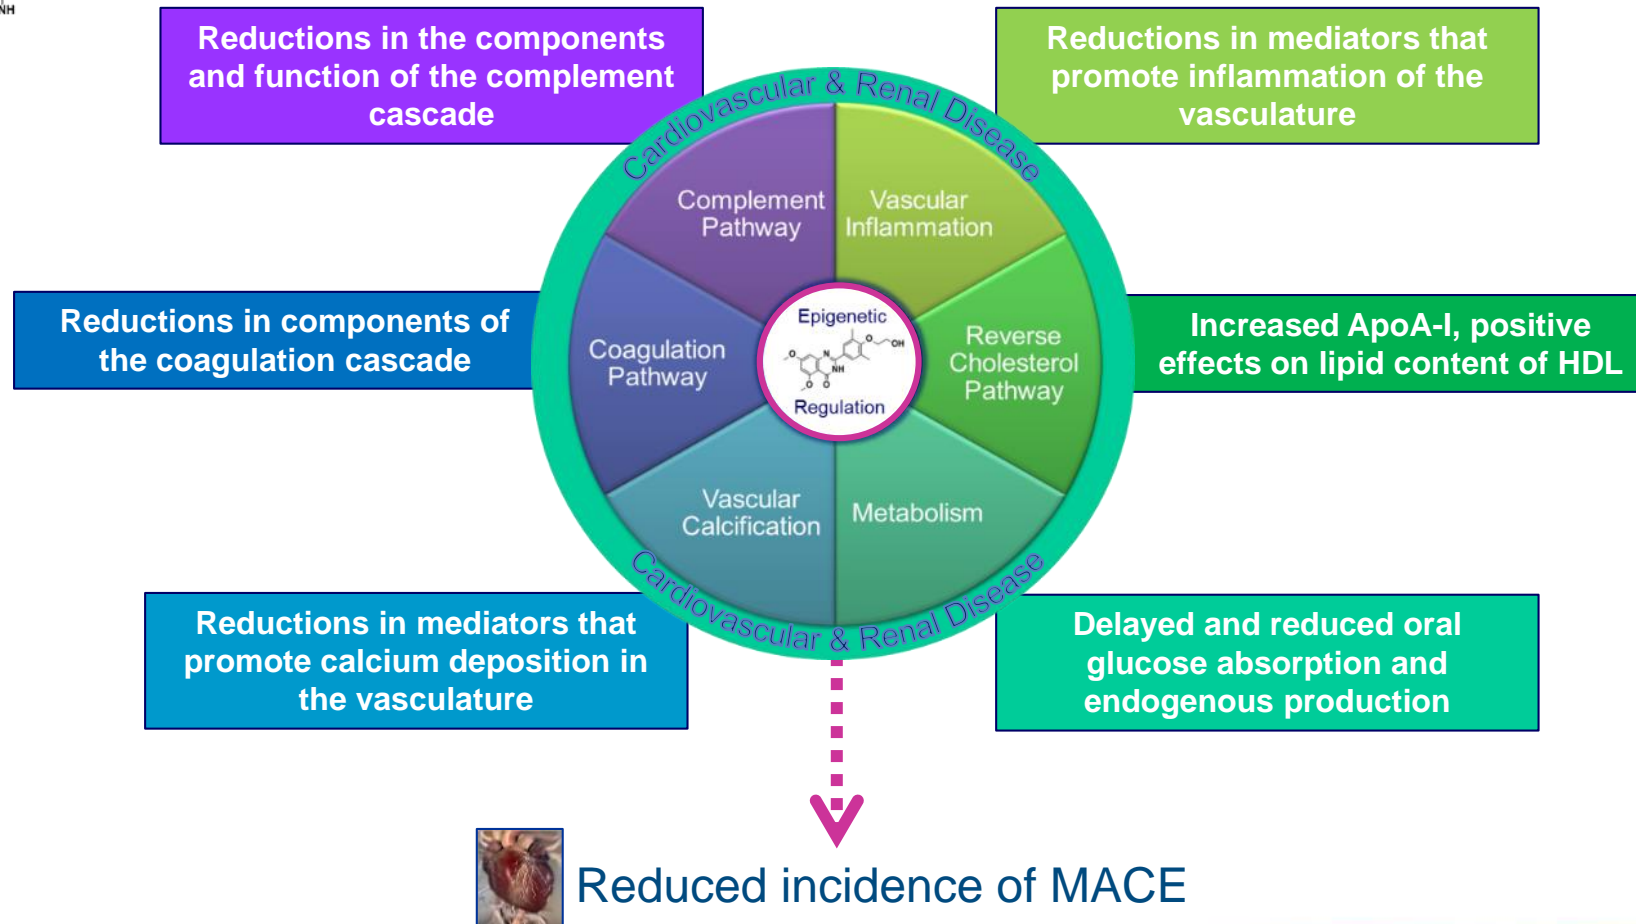 NH
Reductions in the components
and function of the complement
cascade
Reductions in mediators that
promote inflammation of the
vasculature
Cardiovascular & Renal Disease
Complement
Pathway
Vascular
Inflammation
Reductions in components of
the coagulation cascade
Coagulation
Pathway
Epigenetic
O
N
O
OH
NH
O
O
Regulation
Reverse
Cholesterol
Pathway
Increased ApoA-I, positive
effects on lipid content of HDL
Vascular
Calcification
Metabolism
Cardiovascular & Renal Disease
Reductions in mediators that
promote calcium deposition in
the vasculature
Delayed and reduced oral
glucose absorption and
endogenous production
Reduced incidence of MACE